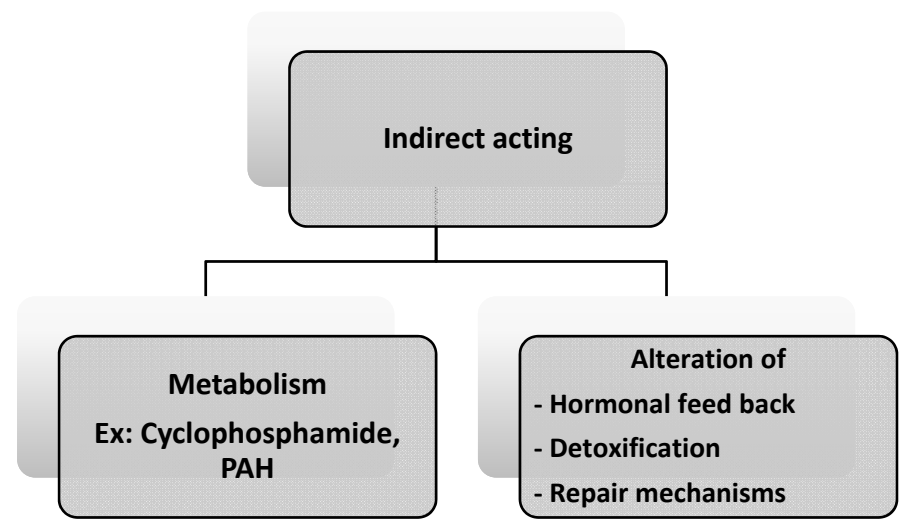 Indirect acting
Metabolism
Ex: Cyclophosphamide,
PAH
Alteration of
- Hormonal feed back
- Detoxification
- Repair mechanisms